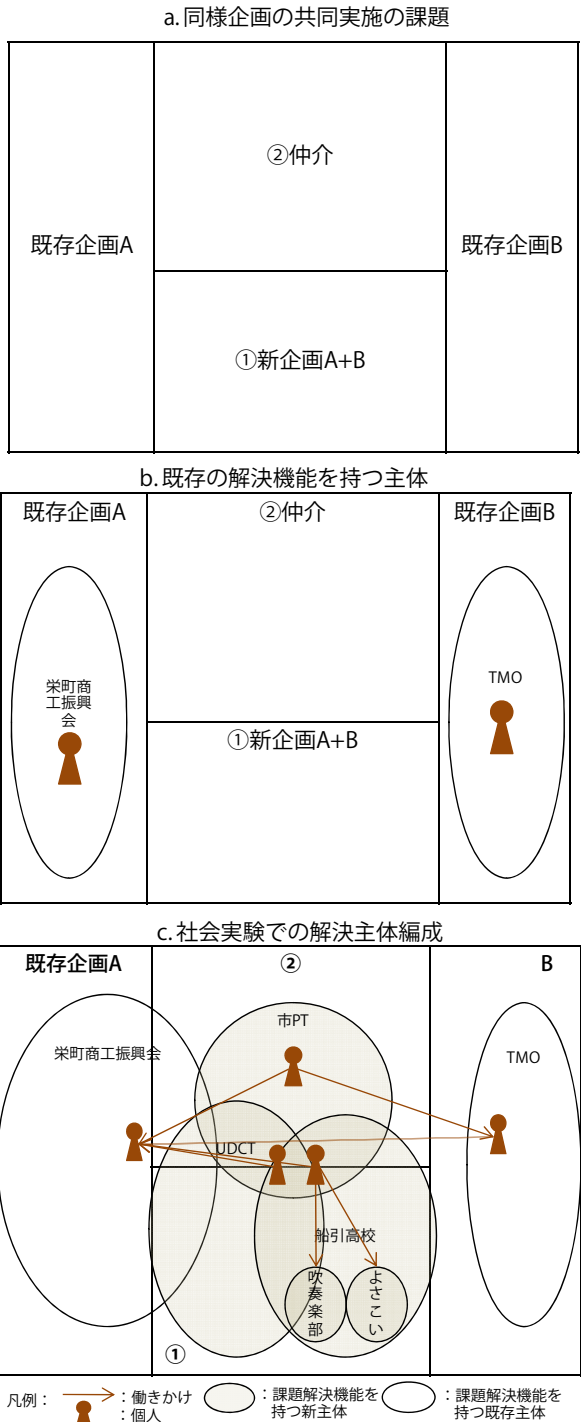 a.同様企画の共同実施の課題
②仲介
既存企画A
既存企画B
①新企画A+B
b.既存の解決機能を持つ主体
既存企画A
②仲介
既存企画B
栄町商
工振興
会
TMO
①新企画A+B
c.社会実験での解決主体編成
既存企画A
②
B
市PT
栄町商工振興会
TMO
UDCT
船引高校
吹奏楽部
よさこい
①
凡例：
：働きかけ
：個人
：課題解決機能を
持つ新主体
：課題解決機能を
持つ既存主体